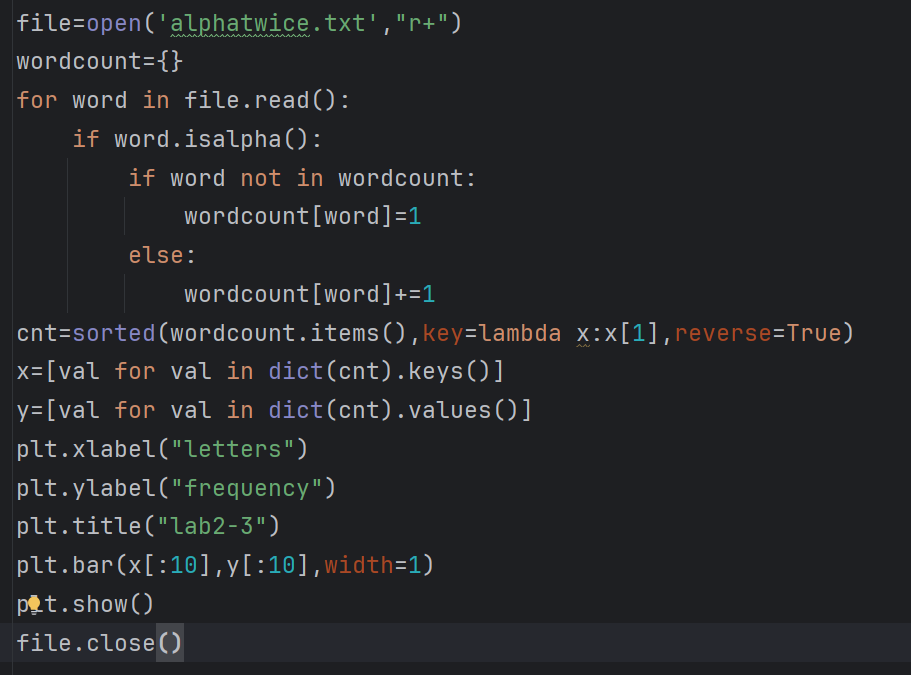 file=open('alphatwice.txt',"r+")
wordcount={}
for word in file.read():
    if word.isalpha():
        if word not in wordcount:
            wordcount[word]=1
        else:
            wordcount[word]+=1
cnt=sorted(wordcount.items(),key=lambda x:x[1],reverse=True)
x=[val for val in dict(cnt).keys()]
y=[val for val in dict(cnt).values()]
plt.xlabel("letters")
plt.ylabel("frequency")
plt.title("lab2-3")
plt.bar(x[:10],y[:10],width=1)
plt.show()
file.close()